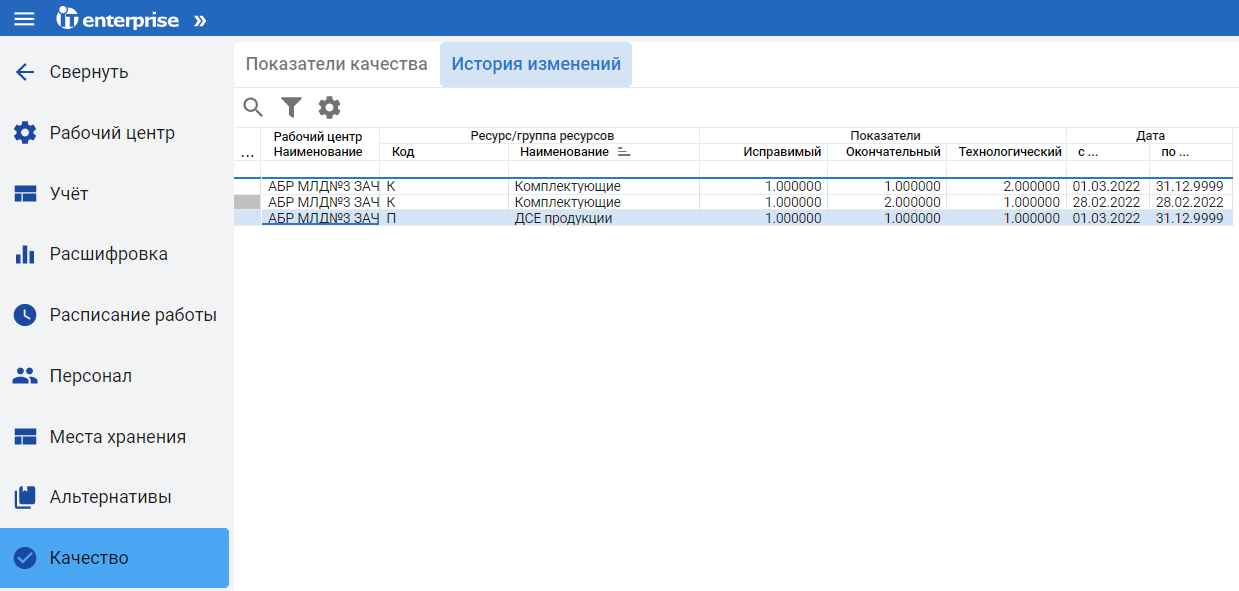 iT enterprise »
Свернуть
Рабочий центр
Учёт
Расшифровка
Расписание работы
Персонал
Места хранения
Альтернативы
Качество
Показатели качества История изменений
Рабочий центр Ресурс/группа ресурсов Показатели Дата
... Наименование Код Наименование Исправимый Окончательный Технологический с ... по ...
АБР МЛД№3 ЗАЧ К Комплектующие 1.000000 1.000000 2.000000 01.03.2022 31.12.9999
АБР МЛД№3 ЗАЧ К Комплектующие 1.000000 2.000000 1.000000 28.02.2022 28.02.2022
АБР МЛД№3 ЗАЧ П ДСЕ продукции 1.000000 1.000000 1.000000 01.03.2022 31.12.9999